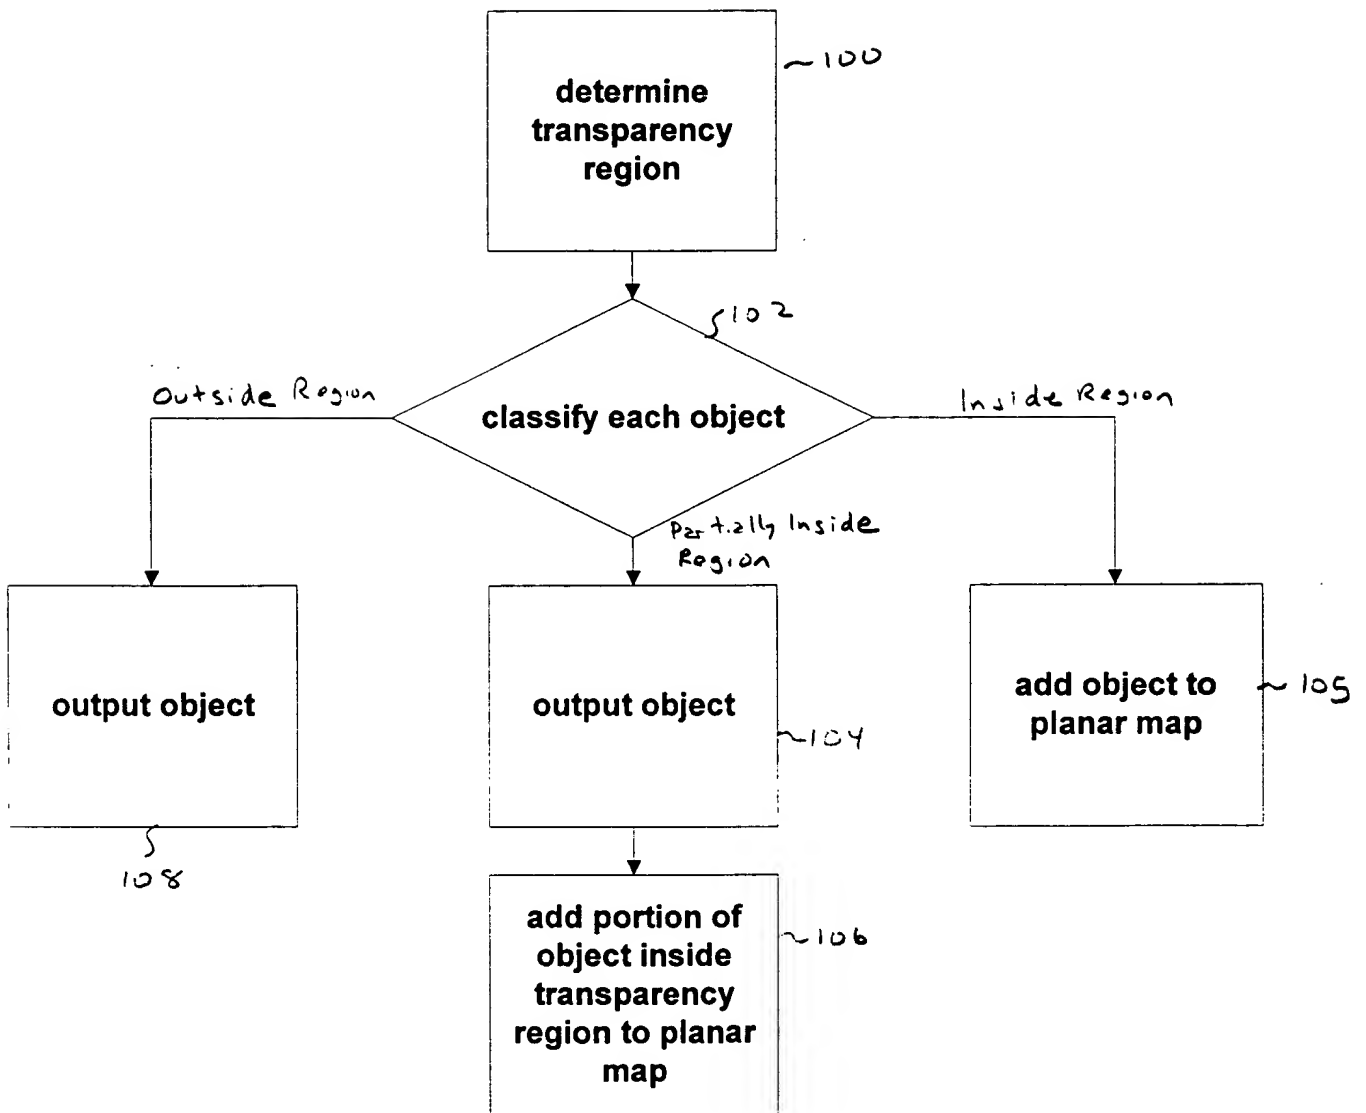 determine
transparency
region
~100
102
Outside Region
classify each object
Inside Region
Partially Inside
Region
output object
output object
~104
add object to
planar map
~105
108
add portion of
object inside
transparency
region to planar
map
~106